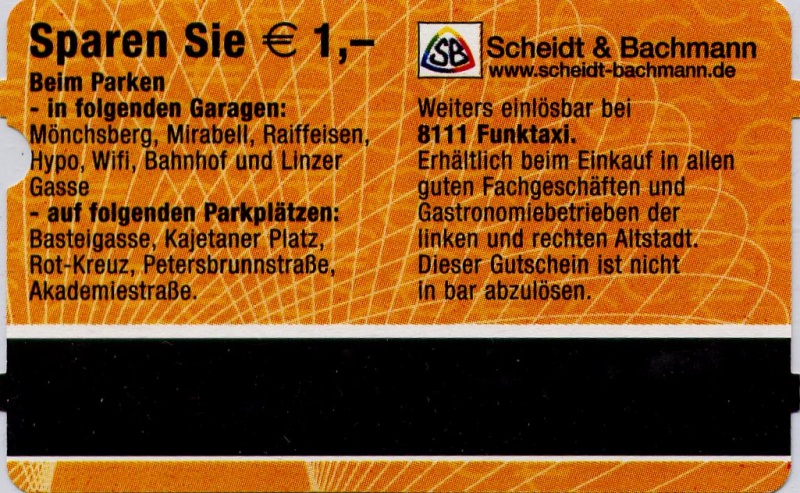 Sparen Sie € 1,–
Beim Parken
- in folgenden Garagen:
Mönchsberg, Mirabell, Raiffeisen,
Hypo, Wifi, Bahnhof und Linzer
Gasse
- auf folgenden Parkplätzen:
Basteigasse, Kajetaner Platz,
Rot-Kreuz, Petersbrunnstraße,
Akademiestraße.
SB Scheidt & Bachmann
www.scheidt-bachmann.de
Weiters einlösbar bei
8111 Funktaxi.
Erhältlich beim Einkauf in allen
guten Fachgeschäften und
Gastronomiebetrieben der
linken und rechten Altstadt.
Dieser Gutschein ist nicht
in bar abzulösen.